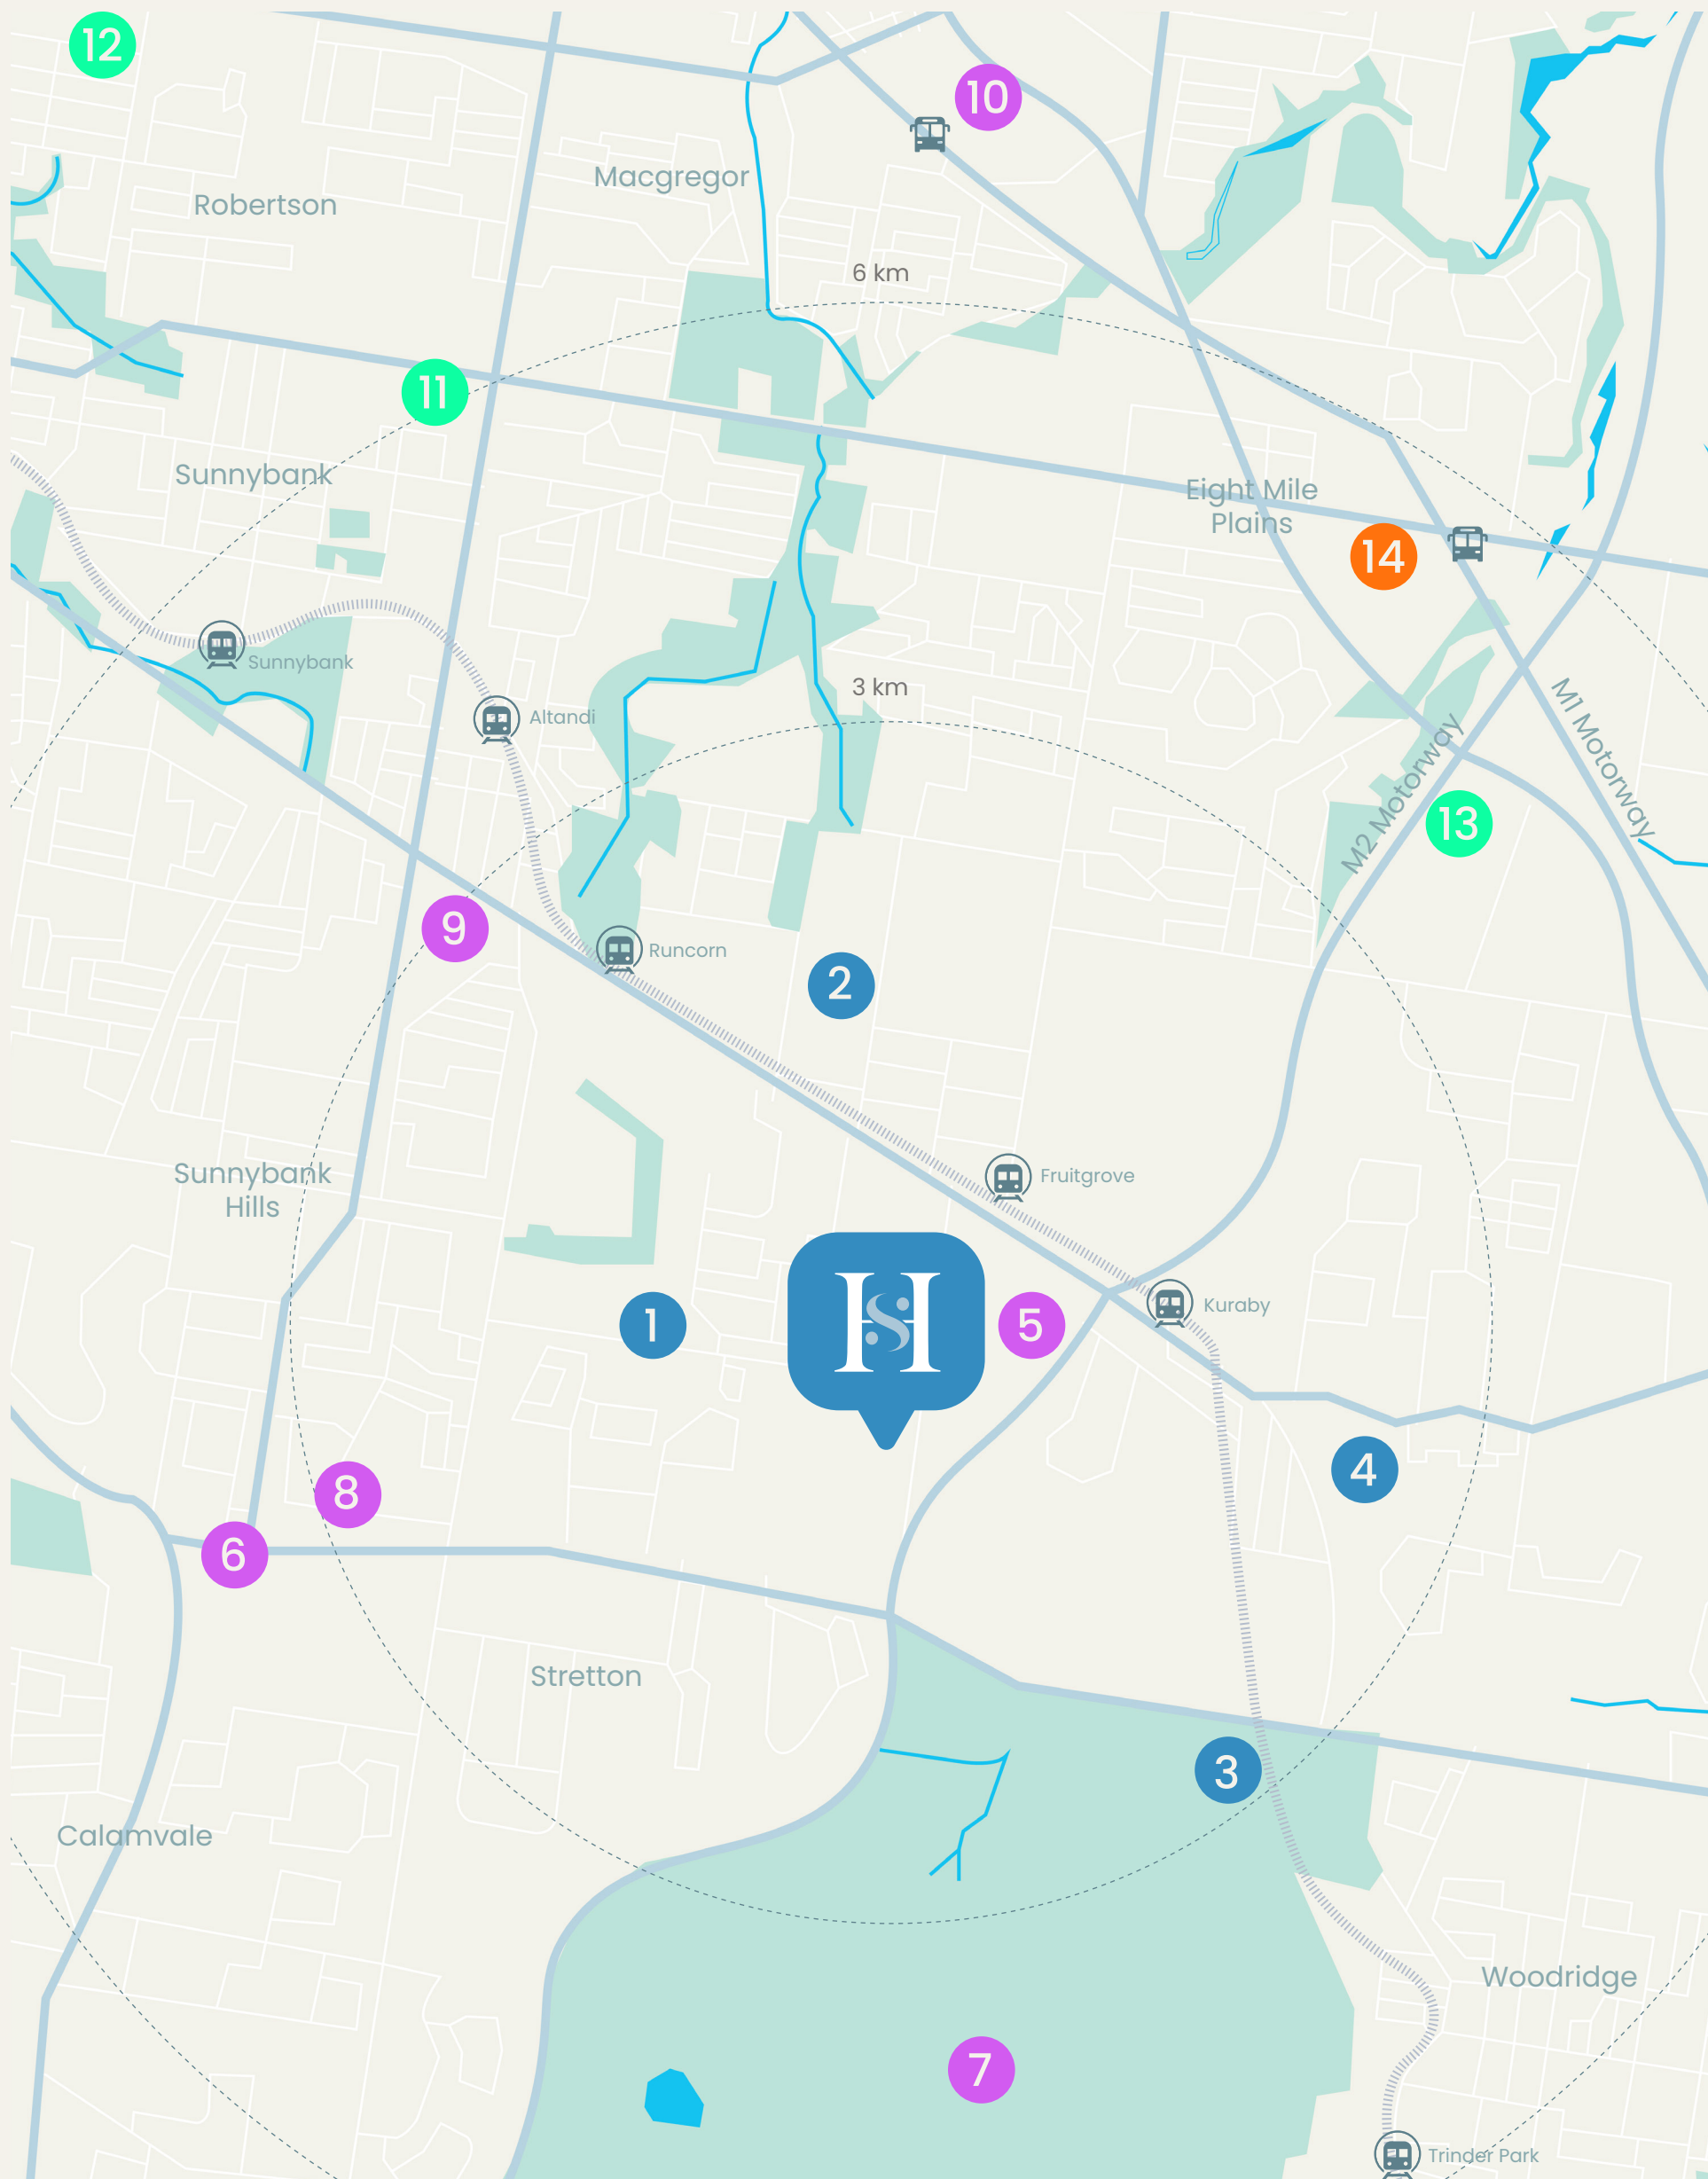 12
10
Macgregor
Robertson
6 km
11
Sunnybank
Eight Mile
Plains
14
Sunnybank
3 km
Altandi
M1 Motorway
M2 Motorway
13
9
Runcorn
2
Sunnybank
Hills
Fruitgrove
H
S
1
5
Kuraby
4
8
6
Stretton
3
Calamvale
Woodridge
7
Trinder Park